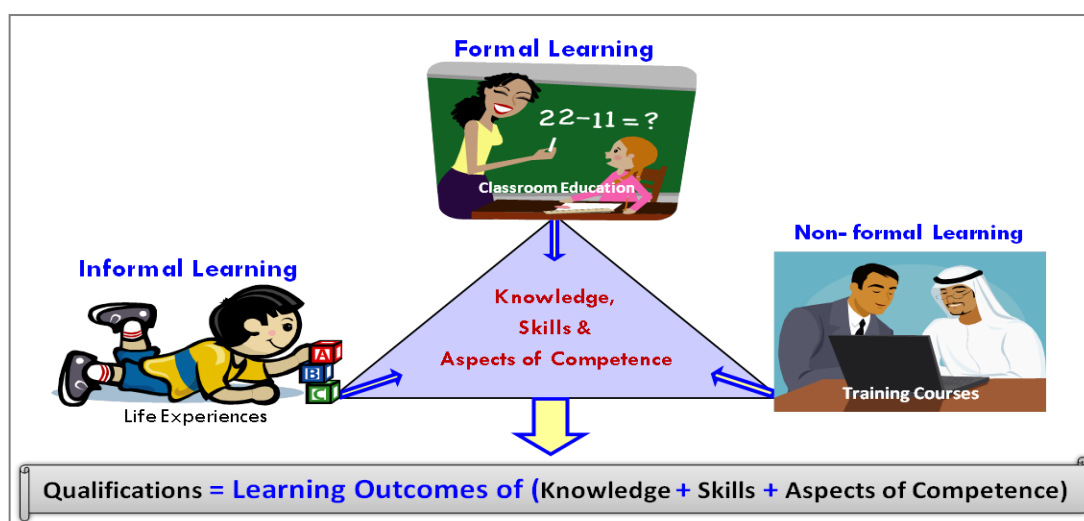 Formal Learning
22-11=?
Classroom Education
Non- formal Learning
Informal Learning
Knowledge,
Skills &
Aspects of Competence
A
B
C
Training Courses
Life Experiences
Qualifications = Learning Outcomes of (Knowledge + Skills + Aspects of Competence)